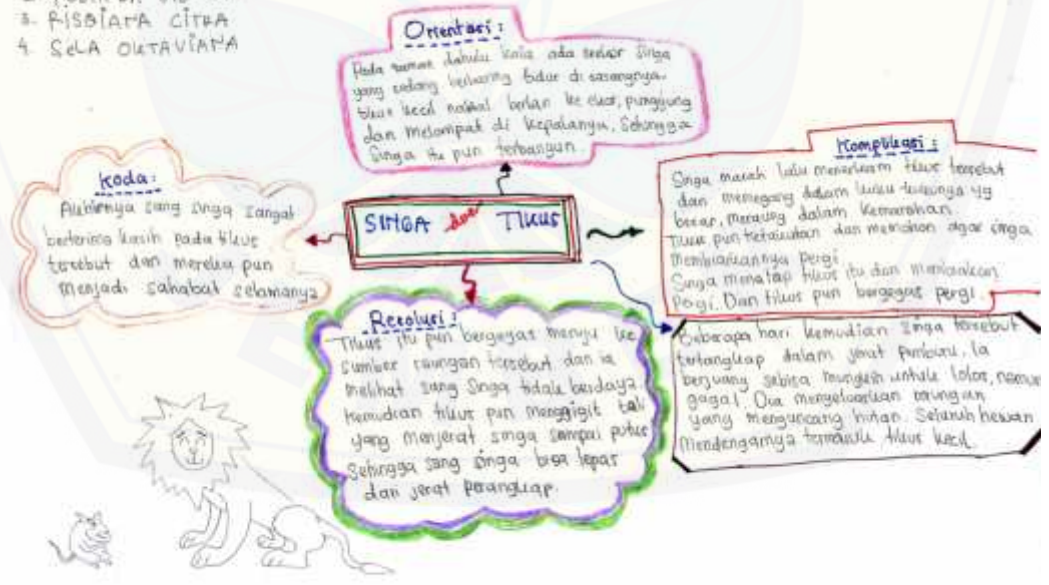 3. RISDIANA CITRA
4. SELA OKTAVIANA
Orientasi :
Pada zaman dahulu kala ada seekor singa
yang sedang berbaring tidur di sarangnya.
tikus kecil nakal berlari ke ekor, punggung
dan melompat di kepalanya, Sehingga
Singa itu pun terbangun.
Koda :
Akhirnya sang singa sangat
berterima kasih pada tikus
tersebut dan mereka pun
menjadi sahabat selamanya
SINGA dan TIKUS
Komplikasi :
Singa marah lalu menerkam tikus tersebut
dan memegang dalam kuku-kukunya yg
besar, meraung dalam kemarahan
Tikus pun ketakutan dan memohon agar singa
membiarkannya pergi
Singa menatap tikus itu dan membiarkan
pergi. Dan tikus pun bergegas pergi.
Beberapa hari kemudian singa tersebut
tertangkap dalam jerat pemburu, Ia
berjuang sebisa mungkin untuk lolos, namun
gagal. Dia mengeluarkan raungan
yang menguncang hutan. Seluruh hewan
mendengarnya termasuk tikus kecil.
Resolusi :
Tikus itu pun bergegas menuju ke
sumber raungan tersebut dan ia
melihat sang Singa tidak berdaya
kemudian tikus pun menggigit tali
yang menjerat singa sampai putus
Sehingga sang singa bisa lepas
dari jerat perangkap.